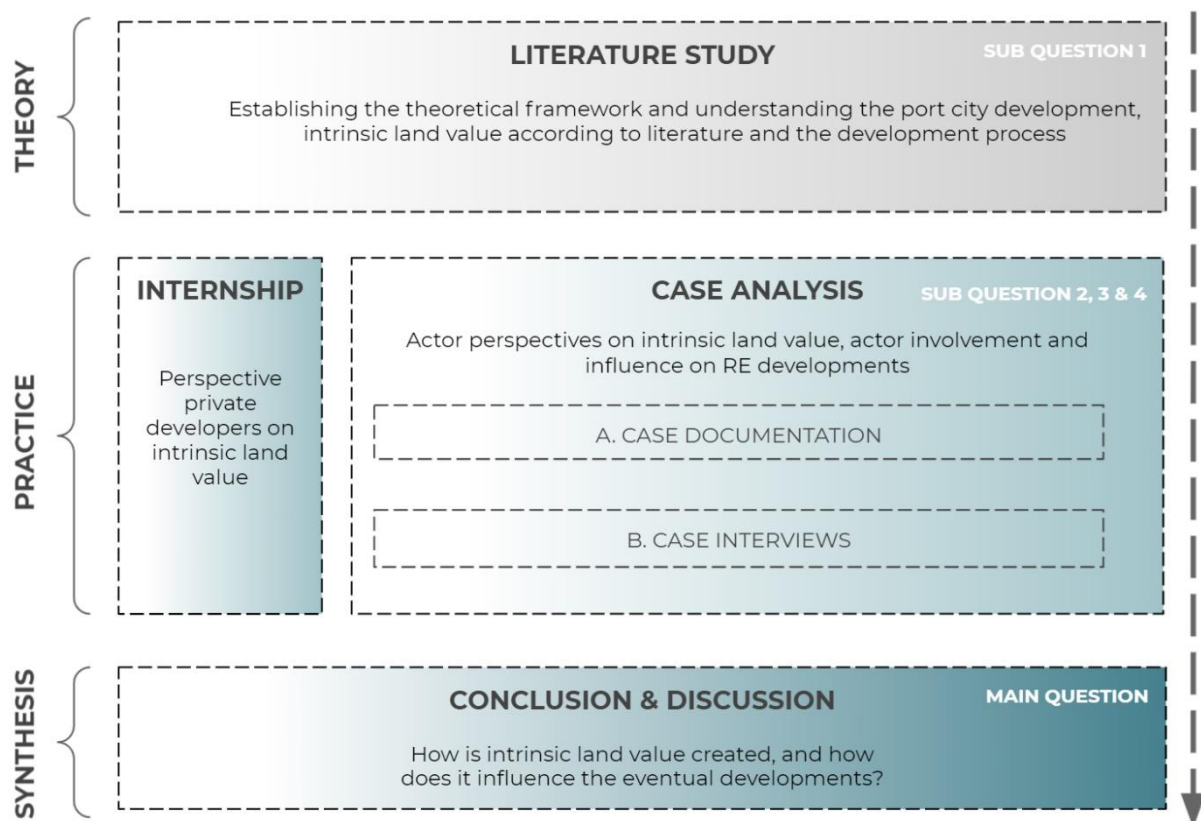 THEORY
LITERATURE STUDY
SUB QUESTION 1
Establishing the theoretical framework and understanding the port city development,
intrinsic land value according to literature and the development process
PRACTICE
INTERNSHIP
Perspective
private
developers on
intrinsic land
value
CASE ANALYSIS
SUB QUESTION 2, 3 & 4
Actor perspectives on intrinsic land value, actor involvement and
influence on RE developments
A. CASE DOCUMENTATION
B. CASE INTERVIEWS
SYNTHESIS
CONCLUSION & DISCUSSION
MAIN QUESTION
How is intrinsic land value created, and how
does it influence the eventual developments?